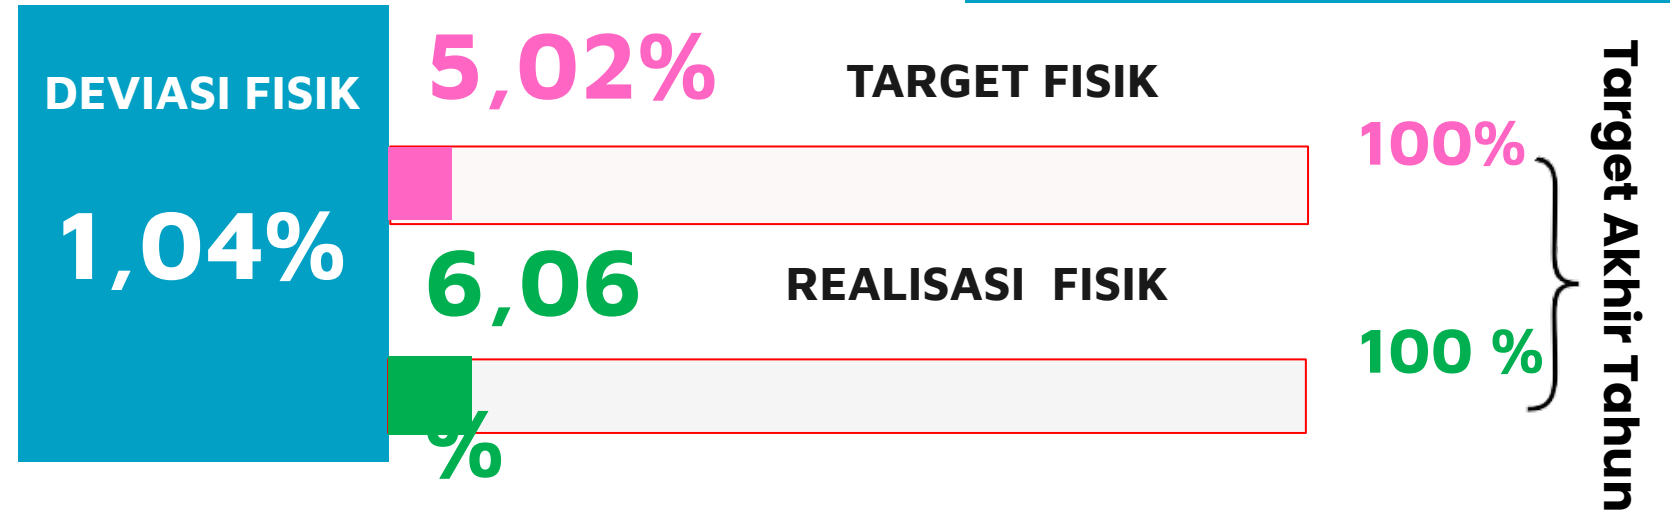 DEVIASI FISIK
1,04%
5,02%
TARGET FISIK
100%
6,06
%
REALISASI  FISIK
100 %
Target Akhir Tahun